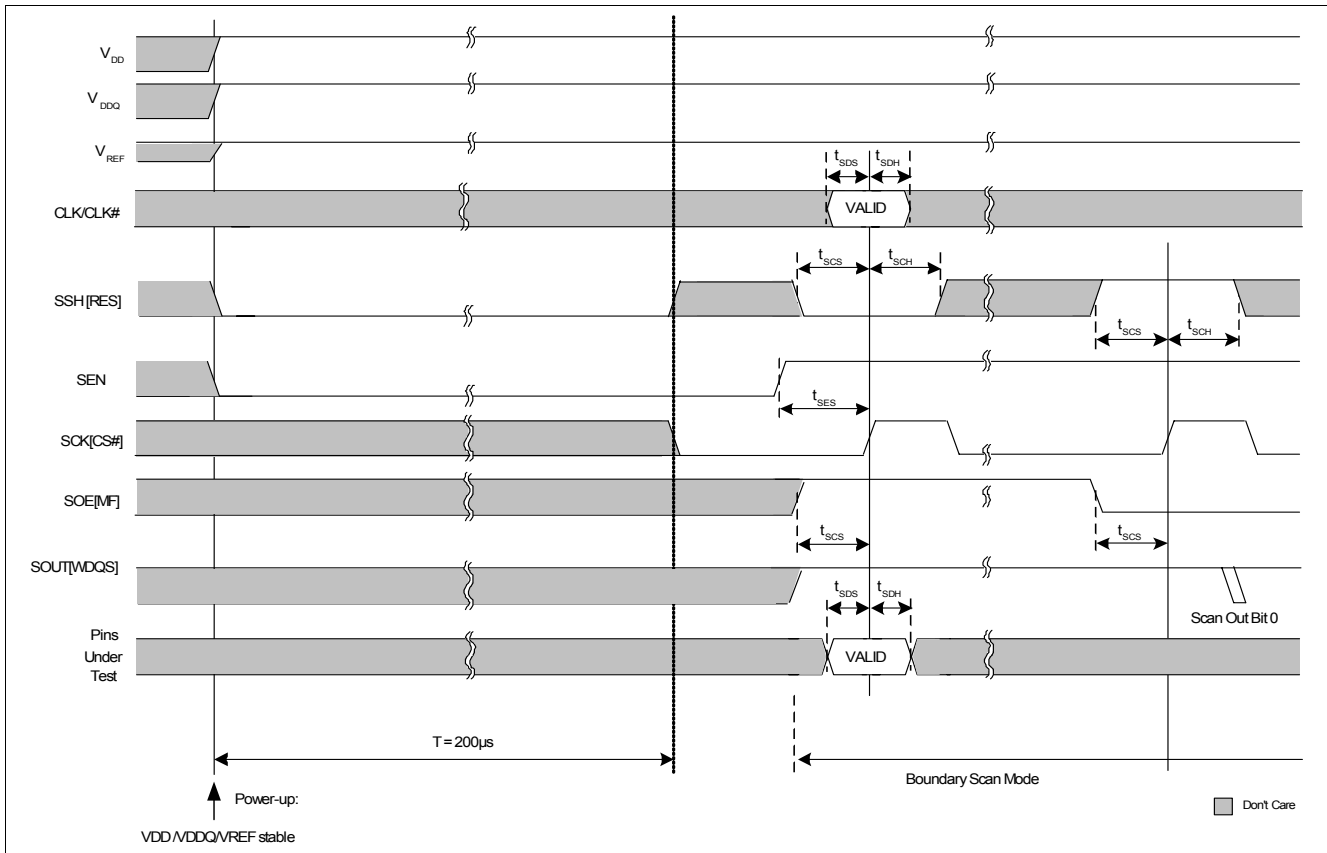 VDD
VDDQ
VREF
tSDS tSDH
CLK/CLK# VALID
tSCS tSCH
SSH [RES]
tSCS tSCH
SEN
tSES
SCK[CS#]
SOE[MF]
tSCS tSCS
SOUT[WDQS]
tSDS tSDH
Scan Out Bit 0
Pins
Under
Test
VALID
T = 200µs
Boundary Scan Mode
Power-up:
Don't Care
VDD /VDDQ/VREF stable